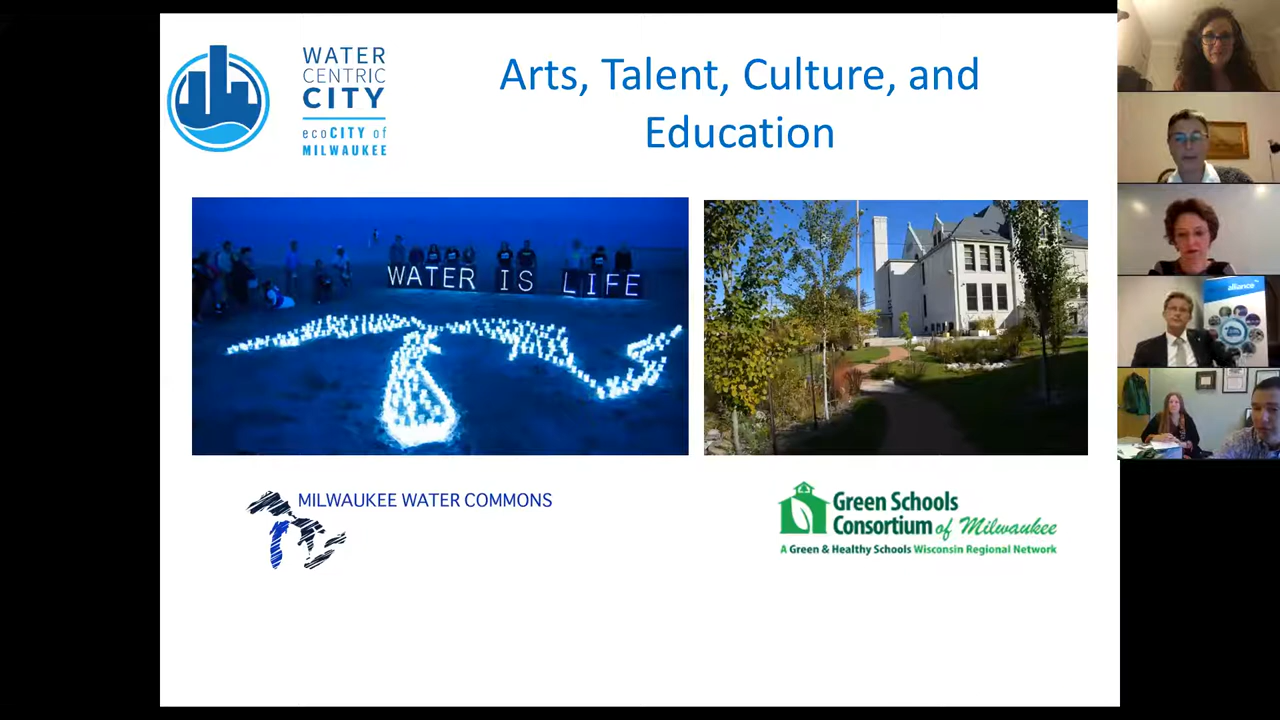 WATER
CENTRIC
CITY
ecoCITY of
MILWAUKEE
Arts, Talent, Culture, and
Education
WATER IS LIFE
MILWAUKEE WATER COMMONS
Green Schools
Consortium of Milwaukee
A Green & Healthy Schools Wisconsin Regional Network
alliance